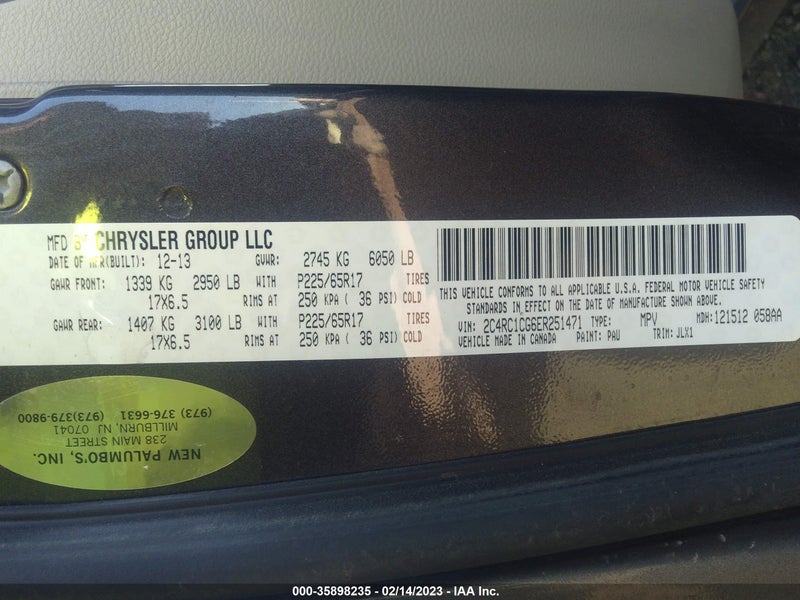 MFD BY CHRYSLER GROUP LLC
DATE OF MFR(BUILT): 12-13 GVWR: 2745 KG 6050 LB
GAWR FRONT: 1339 KG 2950 LB WITH P225/65R17 TIRES
17X6.5 RIMS AT 250 KPA ( 36 PSI) COLD
GAWR REAR: 1407 KG 3100 LB WITH P225/65R17 TIRES
17X6.5 RIMS AT 250 KPA ( 36 PSI) COLD
THIS VEHICLE CONFORMS TO ALL APPLICABLE U.S.A. FEDERAL MOTOR VEHICLE SAFETY
STANDARDS IN EFFECT ON THE DATE OF MANUFACTURE SHOWN ABOVE.
VIN: 2C4RC1CG6ER251471 TYPE: MPV MDH: 121512 058AA
VEHICLE MADE IN CANADA PAINT: PAU TRIM: JLX1
NEW PALUMBO'S, INC.
238 MAIN STREET
MILLBURN, NJ 07041
(973) 376-6631 (973)379-9800
000-35898235 - 02/14/2023 - IAA Inc.